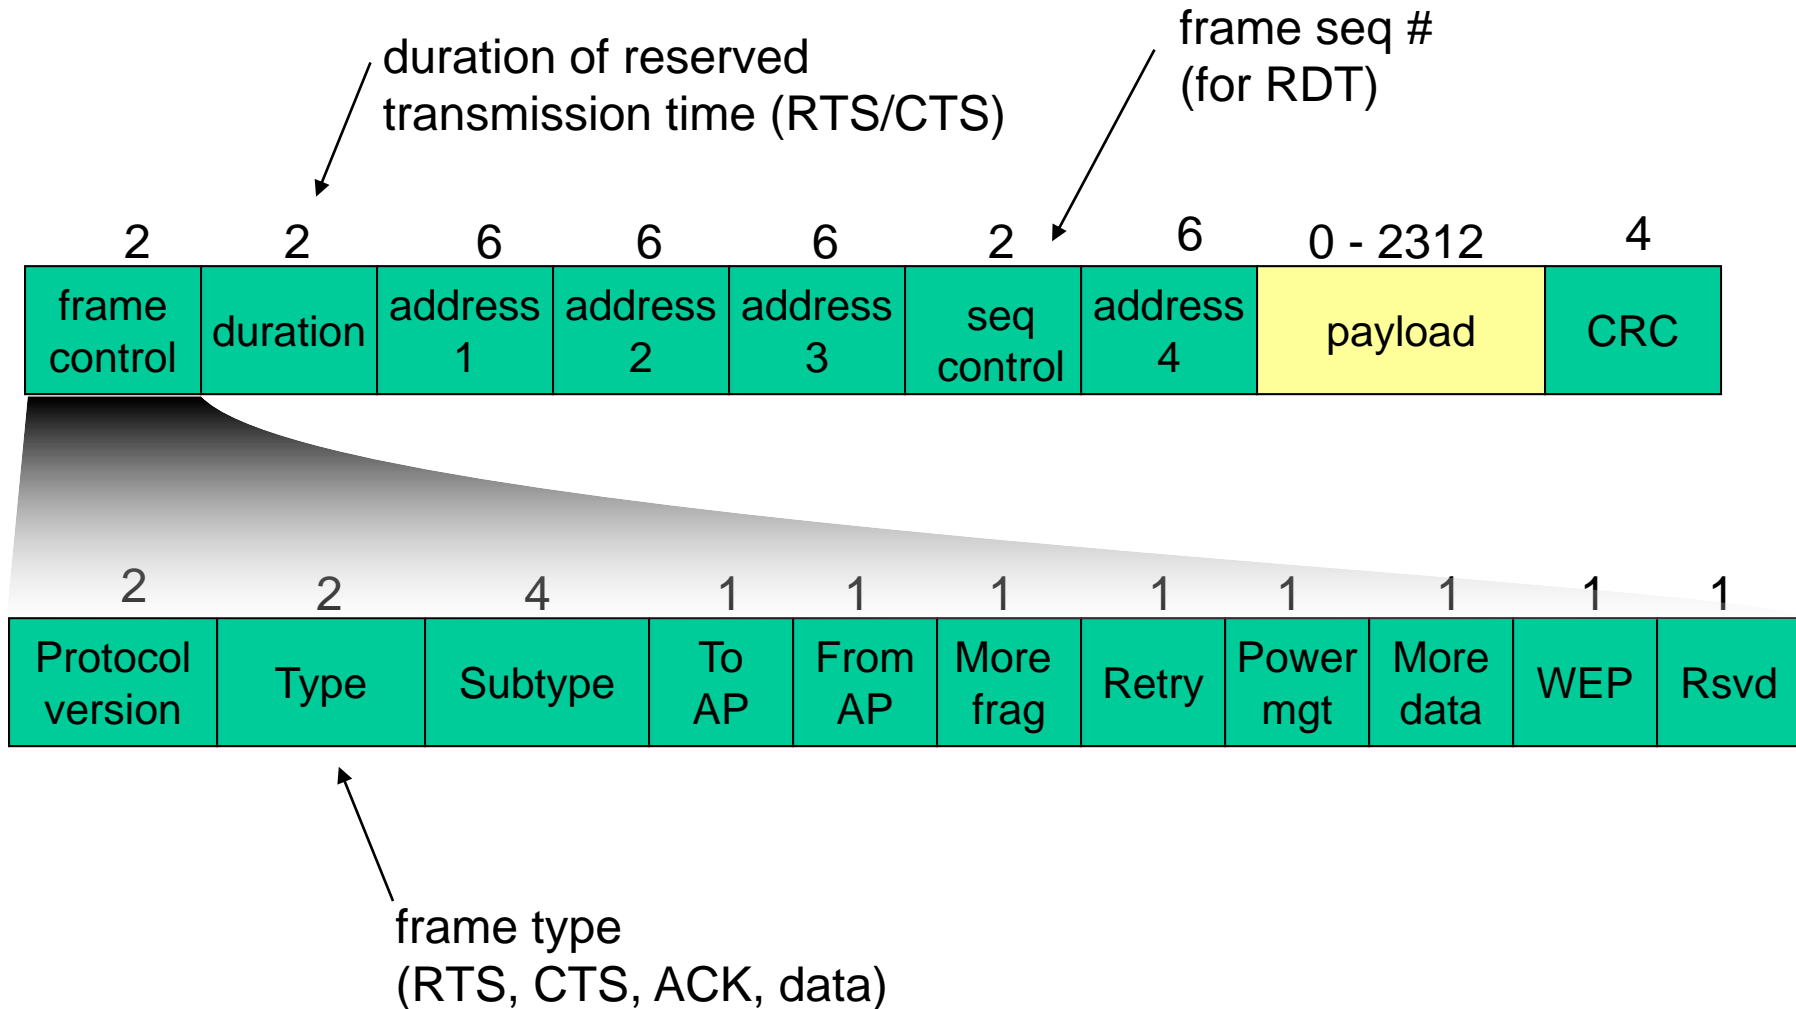 duration of reserved
transmission time (RTS/CTS)
frame seq #
(for RDT)
2 2 6 6 6 2 6 0 - 2312 4
frame
control
duration
address
1
address
2
address
3
seq
control
address
4
payload
CRC
2 2 4 1 1 1 1 1 1 1 1
Protocol
version
Type
Subtype
To
AP
From
AP
More
frag
Retry
Power
mgt
More
data
WEP
Rsvd
frame type
(RTS, CTS, ACK, data)